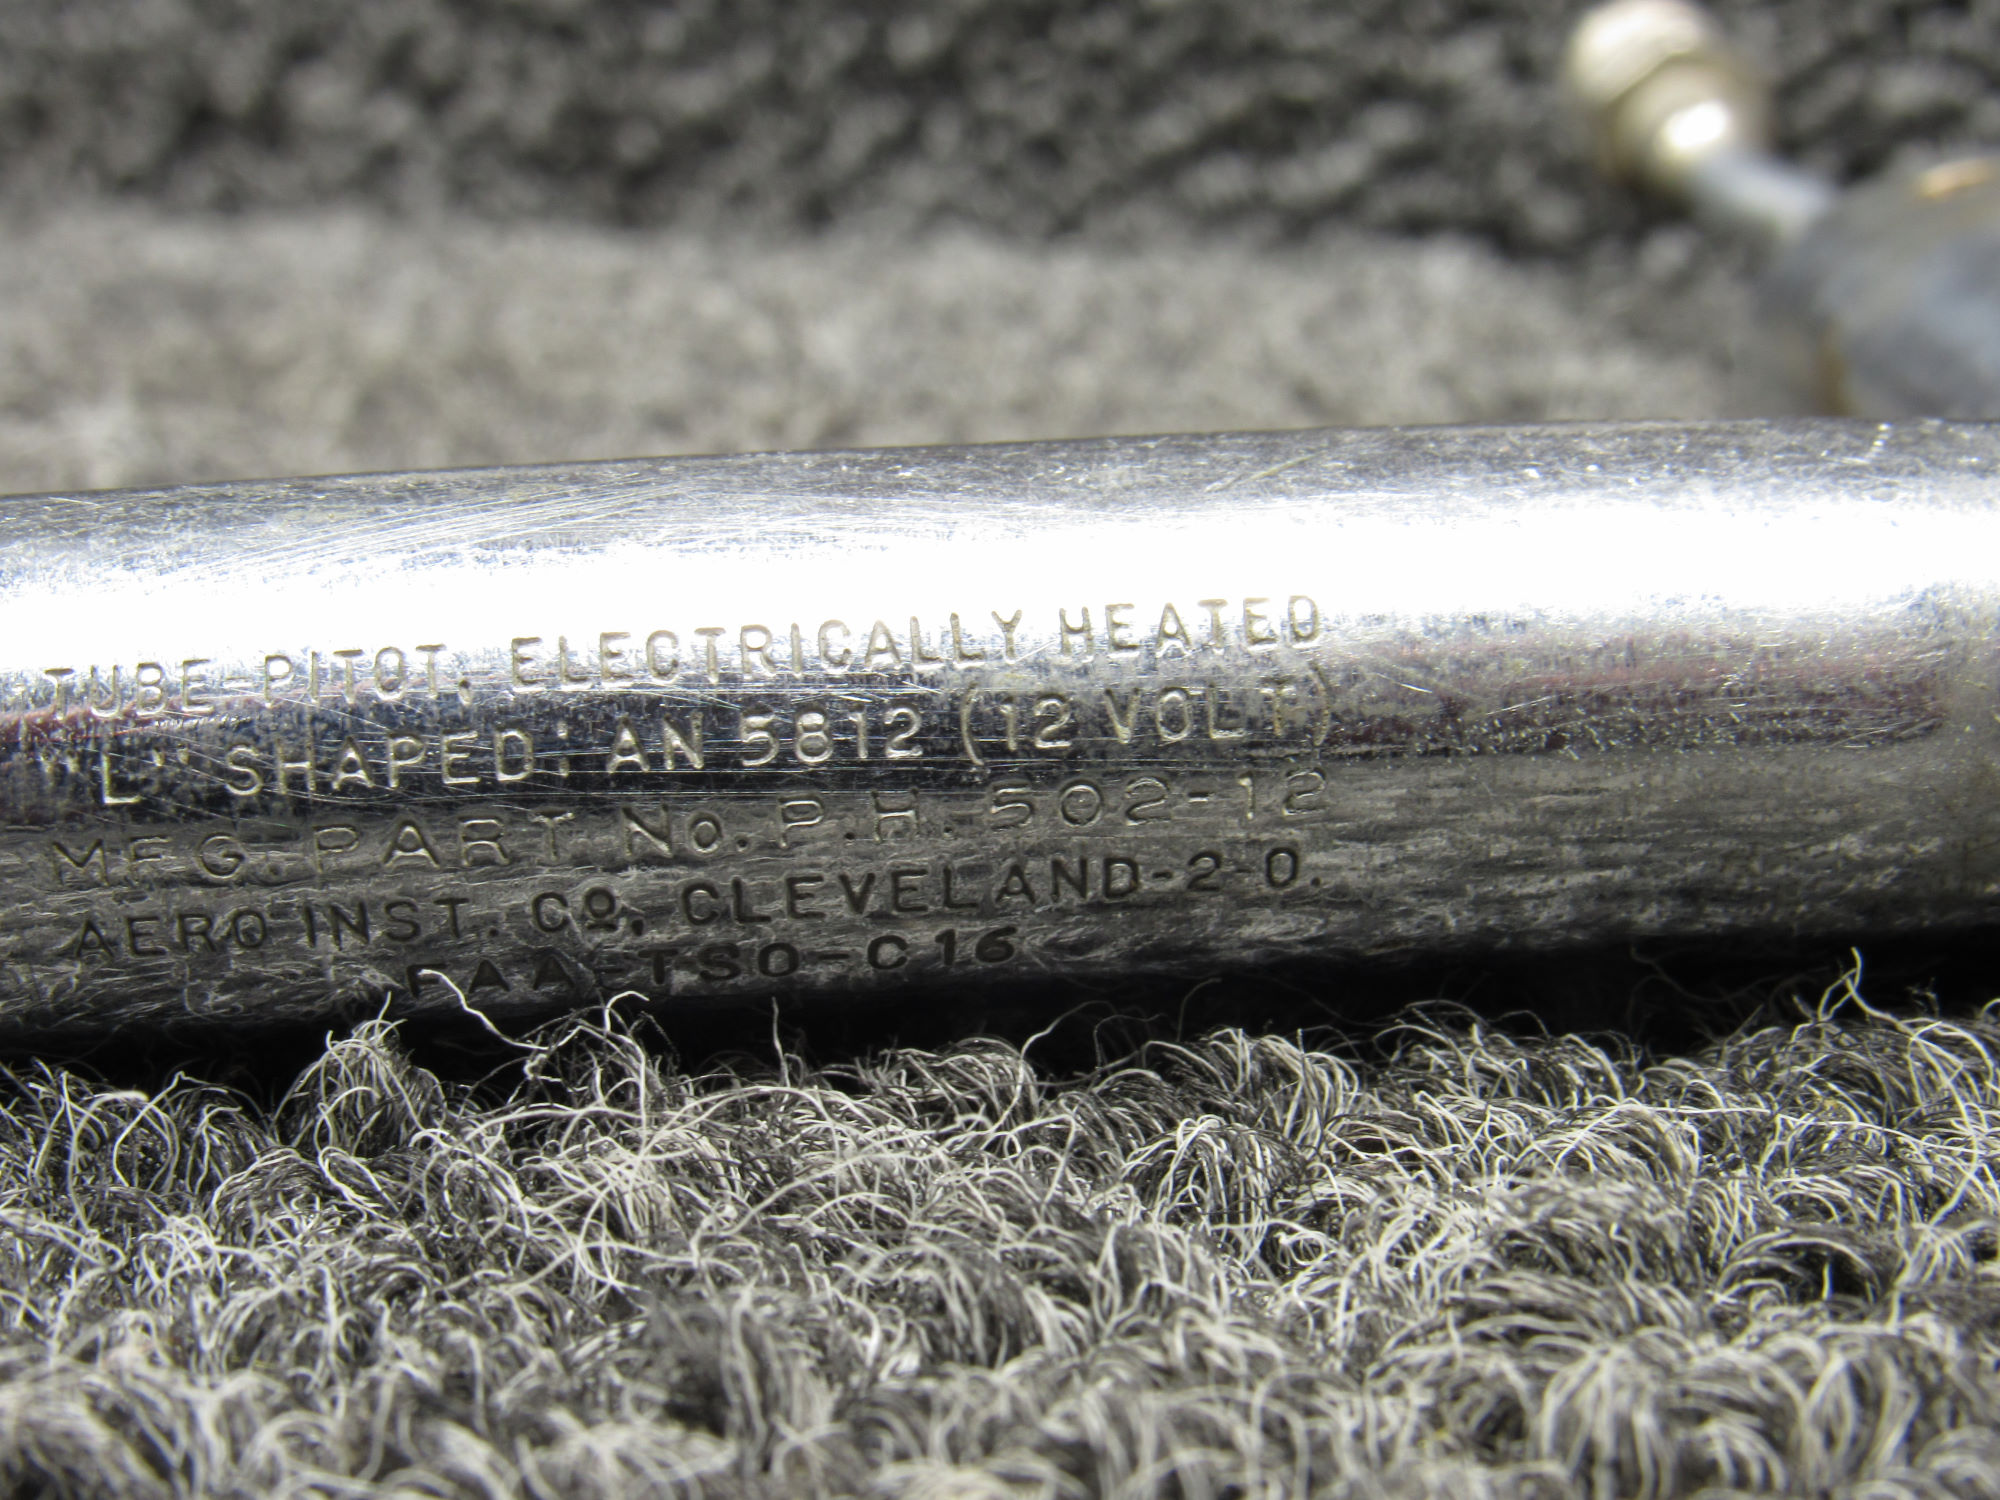 TUBE-PITOT, ELECTRICALLY HEATED
"L" SHAPED' AN 5812 (12 VOLT)
MFG. PART No. P.H. 502-12
AERO INST. Co, CLEVELAND-2-O.
FAA-TSO-C16